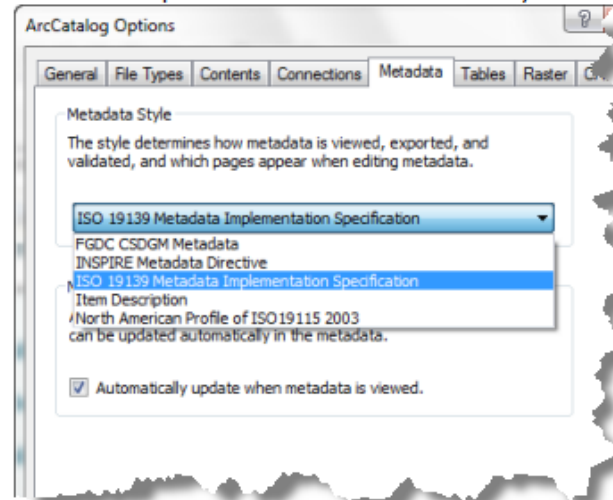 ArcCatalog Options
General File Types Contents Connections Metadata Tables Raster
Metadata Style
The style determines how metadata is viewed, exported, and
validated, and which pages appear when editing metadata.
ISO 19139 Metadata Implementation Specification
FGDC CSDGM Metadata
INSPIRE Metadata Directive
ISO 19139 Metadata Implementation Specification
Item Description
North American Profile of ISO19115 2003
can be updated automatically in the metadata.
Automatically update when metadata is viewed.